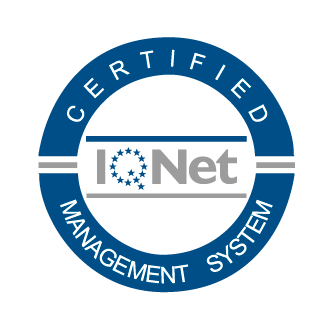 CERTIFIED
IQNet
MANAGEMENT SYSTEM